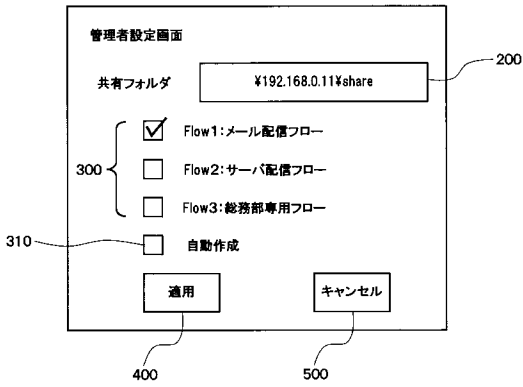 管理者設定画面
共有フォルダ
¥192.168.0.11¥share
200
300
Flow1:メール配信フロー
Flow2:サーバ配信フロー
Flow3:総務部専用フロー
310
自動作成
適用
キャンセル
400
500